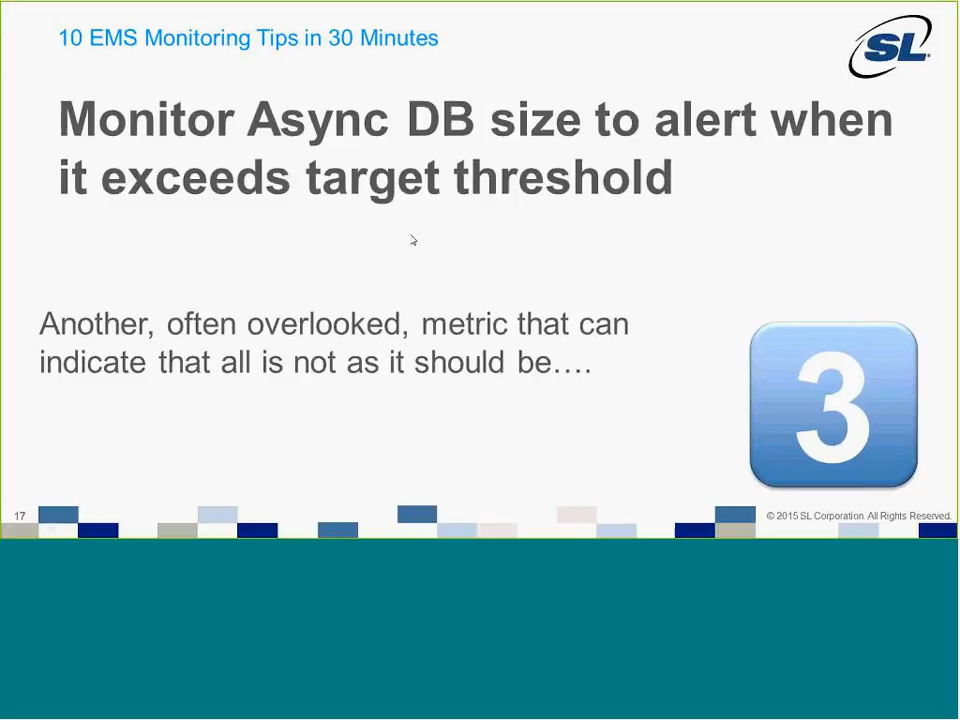 10 EMS Monitoring Tips in 30 Minutes
SL
Monitor Async DB size to alert when
it exceeds target threshold
Another, often overlooked, metric that can
indicate that all is not as it should be….
3
17
© 2015 SL Corporation. All Rights Reserved.